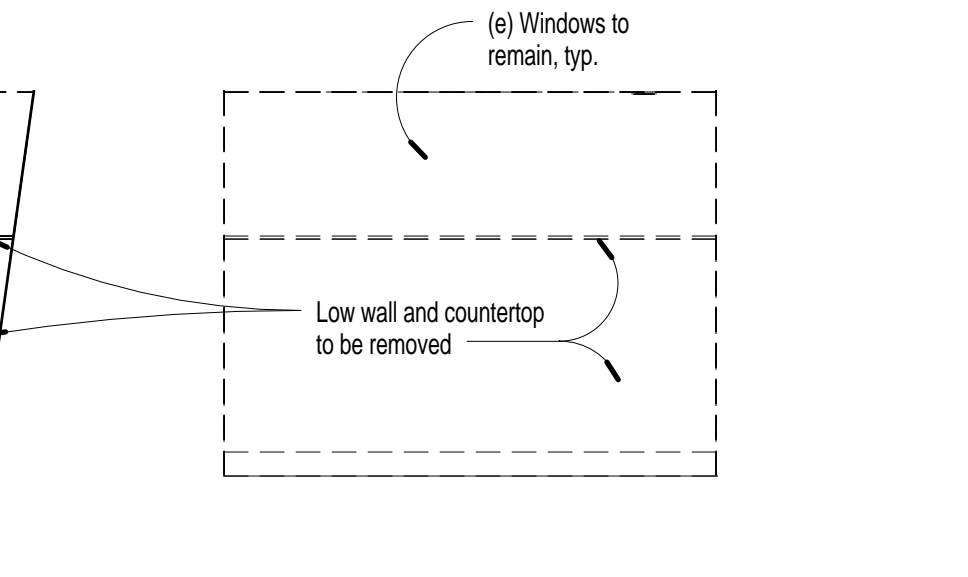 (e) Windows to
remain, typ.
Low wall and countertop
to be removed